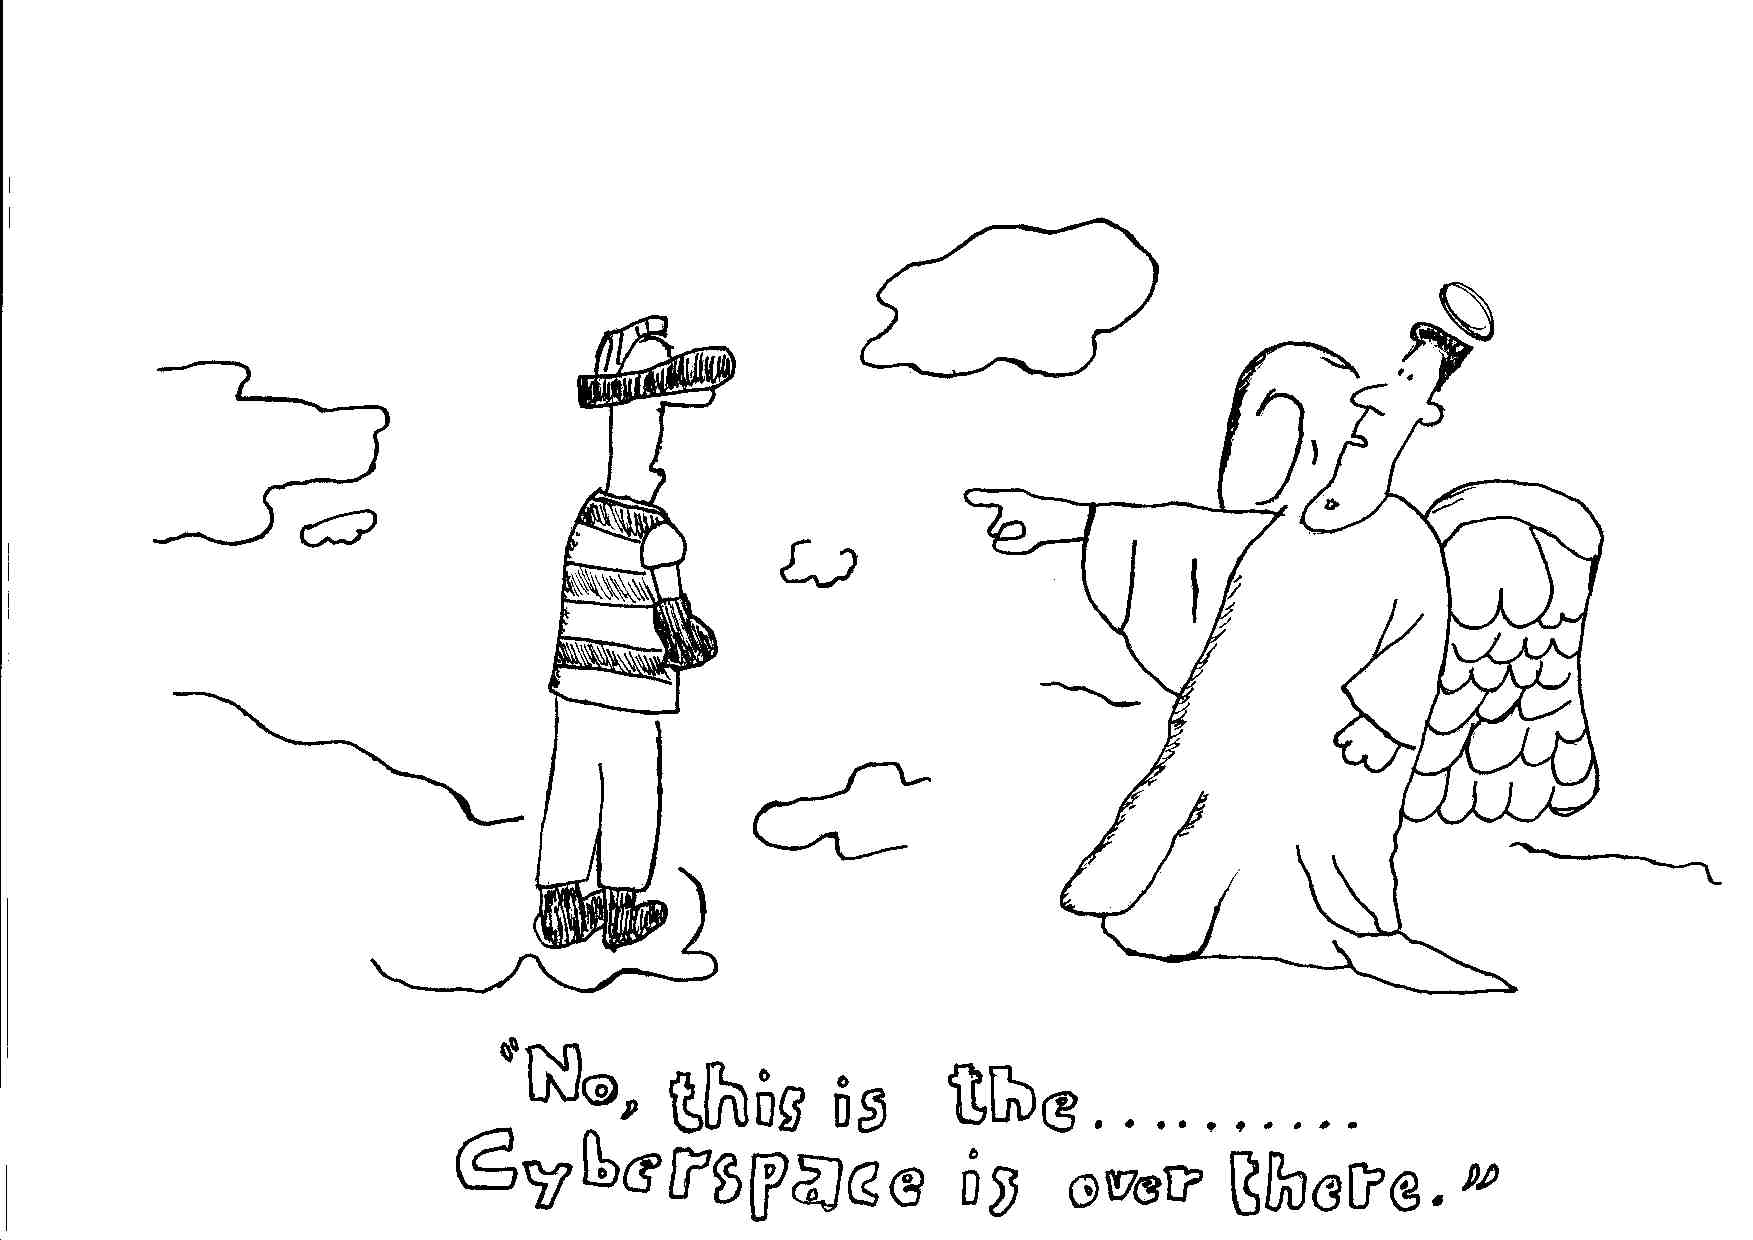 "No, this is the..........
Cyberspace is over there."